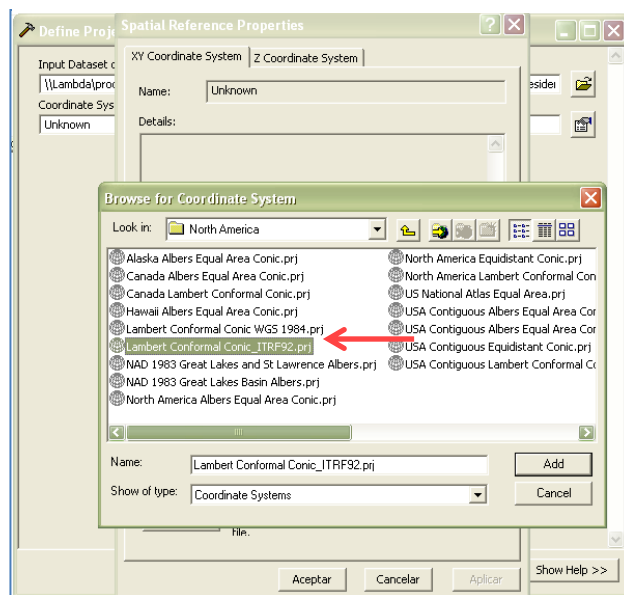 Define Proje
Spatial Reference Properties
Input Dataset o
XY Coordinate System
Z Coordinate System
\\Lambda\proc
Name:
Unknown
esider
Coordinate Sys
Unknown
Details:
Browse for Coordinate System
Look in:
North America
Alaska Albers Equal Area Conic.prj
North America Equidistant Conic.prj
Canada Albers Equal Area Conic.prj
North America Lambert Conformal Con
Canada Lambert Conformal Conic.prj
US National Atlas Equal Area.prj
Hawaii Albers Equal Area Conic.prj
USA Contiguous Albers Equal Area Cor
Lambert Conformal Conic WGS 1984.prj
USA Contiguous Albers Equal Area Cor
Lambert Conformal Conic_ITRF92.prj
USA Contiguous Equidistant Conic.prj
NAD 1983 Great Lakes and St Lawrence Albers.prj
USA Contiguous Lambert Conformal Cc
NAD 1983 Great Lakes Basin Albers.prj
North America Albers Equal Area Conic.prj
Name:
Lambert Conformal Conic_ITRF92.prj
Add
Show of type:
Coordinate Systems
Cancel
file.
Aceptar
Cancelar
Aplicar
Show Help >>